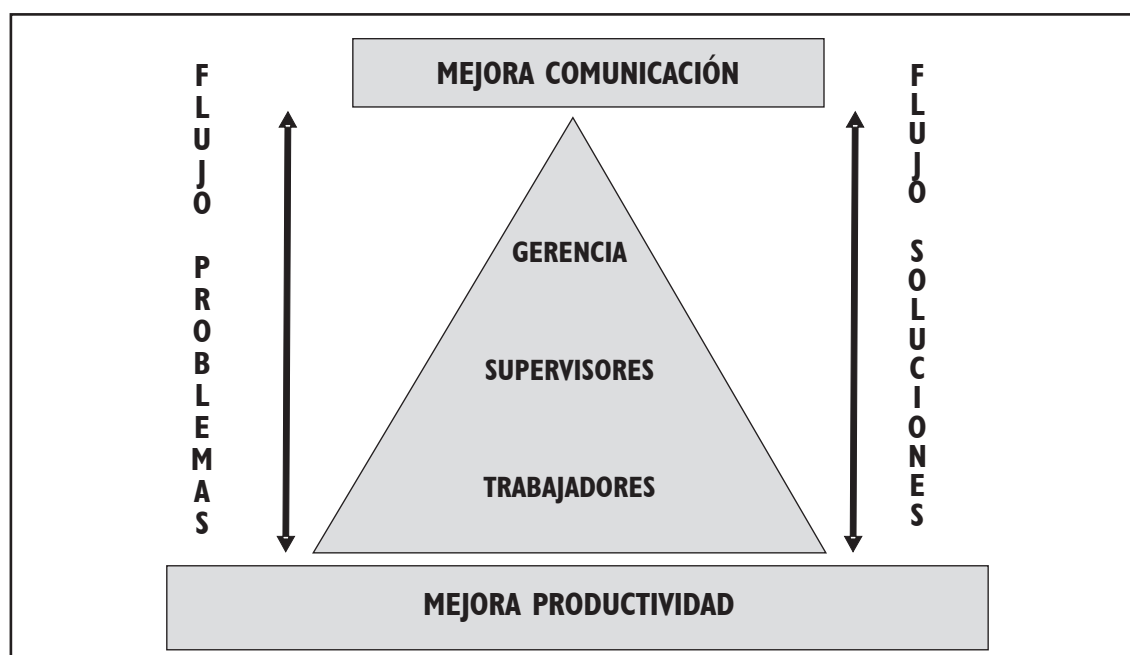 MEJORA COMUNICACIÓN
FLUJO PROBLEMAS
FLUJO SOLUCIONES
GERENCIA
SUPERVISORES
TRABAJADORES
MEJORA PRODUCTIVIDAD